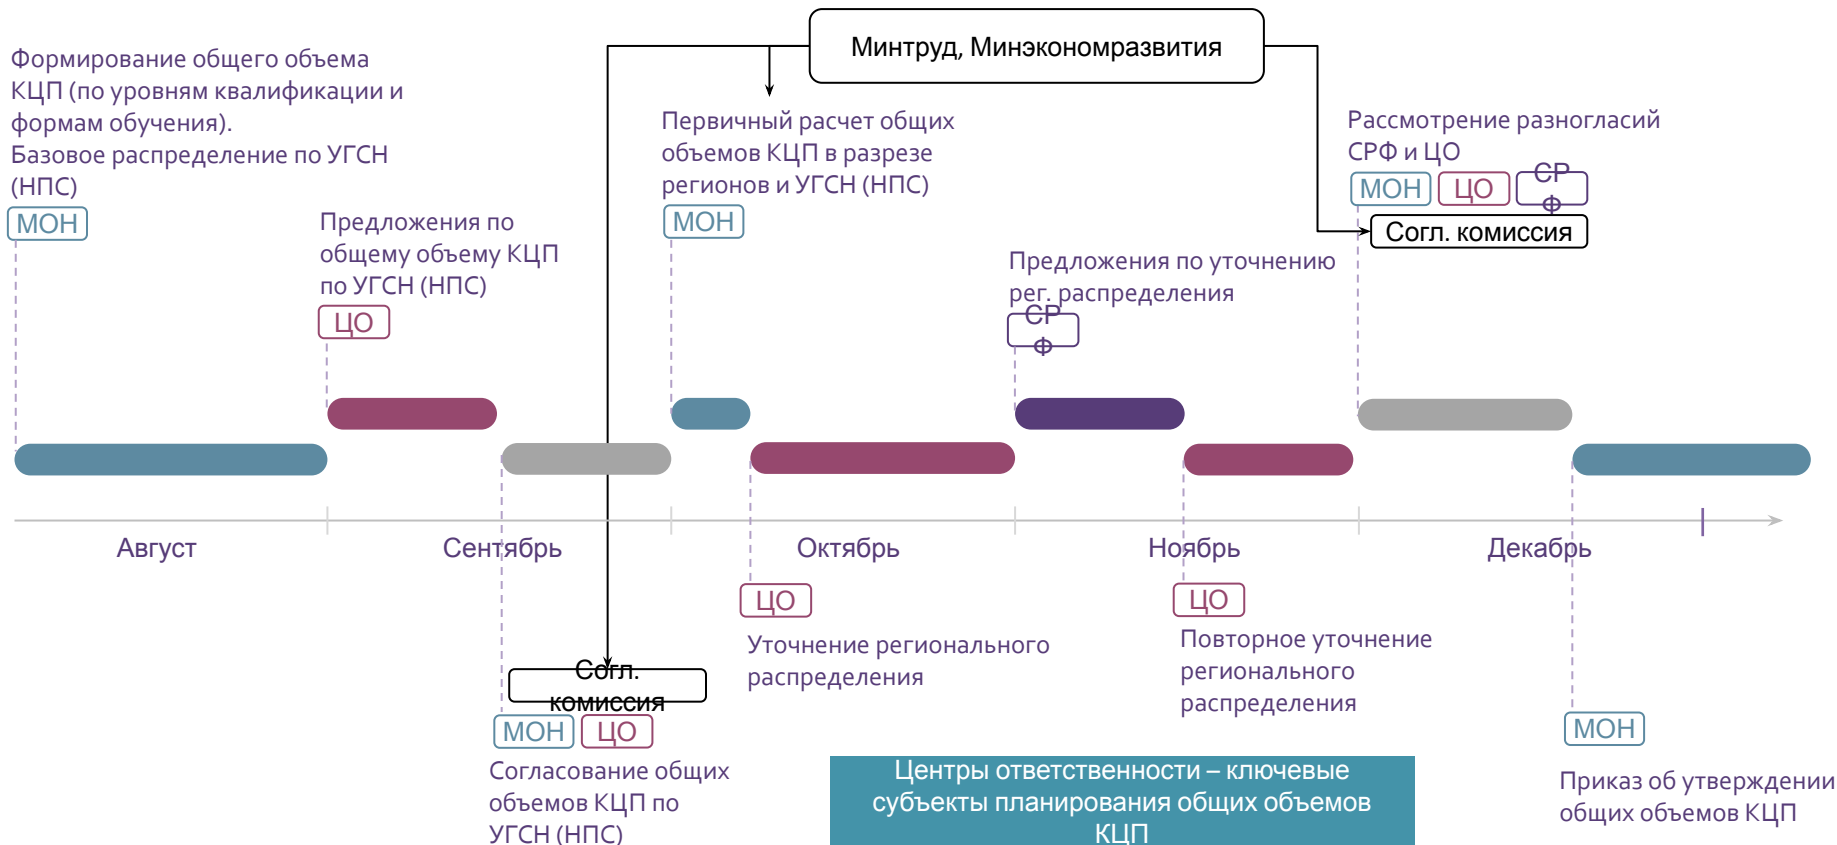 Минтруд, Минэкономразвития
Формирование общего объема
КЦП (по уровням квалификации и
формам обучения).
Базовое распределение по УГСН
(НПС)
МОН
Предложения по
общему объему КЦП
по УГСН (НПС)
ЦО
Первичный расчет общих
объемов КЦП в разрезе
регионов и УГСН (НПС)
МОН
Предложения по уточнению
рег. распределения
СР
Ф
Рассмотрение разногласий
СРФ и ЦО
МОН ЦО СР
Ф
Согл. комиссия
Август Сентябрь Октябрь Ноябрь Декабрь
Согл.
комиссия
МОН ЦО
Согласование общих
объемов КЦП по
УГСН (НПС)
ЦО
Уточнение регионального
распределения
ЦО
Повторное уточнение
регионального
распределения
МОН
Приказ об утверждении
общих объемов КЦП
Центры ответственности – ключевые
субъекты планирования общих объемов
КЦП